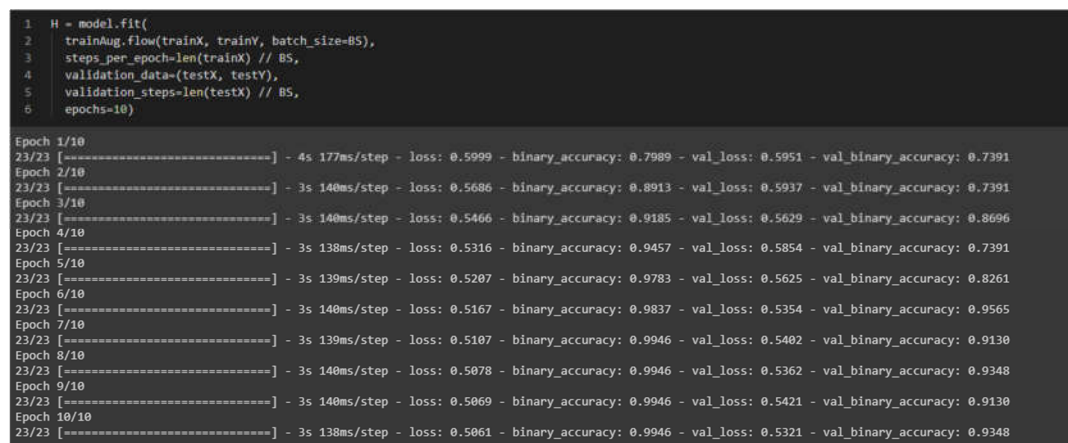 1 H = model.fit(
2 trainAug.flow(trainX, trainY, batch_size=BS),
3 steps_per_epoch=len(trainX) // BS,
4 validation_data=(testX, testY),
5 validation_steps=len(testX) // BS,
6 epochs=10)
Epoch 1/10
23/23 [==============================] - 4s 177ms/step - loss: 0.5999 - binary_accuracy: 0.7989 - val_loss: 0.5951 - val_binary_accuracy: 0.7391
Epoch 2/10
23/23 [==============================] - 3s 140ms/step - loss: 0.5686 - binary_accuracy: 0.8913 - val_loss: 0.5937 - val_binary_accuracy: 0.7391
Epoch 3/10
23/23 [==============================] - 3s 140ms/step - loss: 0.5466 - binary_accuracy: 0.9185 - val_loss: 0.5629 - val_binary_accuracy: 0.8696
Epoch 4/10
23/23 [==============================] - 3s 138ms/step - loss: 0.5316 - binary_accuracy: 0.9457 - val_loss: 0.5854 - val_binary_accuracy: 0.7391
Epoch 5/10
23/23 [==============================] - 3s 139ms/step - loss: 0.5207 - binary_accuracy: 0.9783 - val_loss: 0.5625 - val_binary_accuracy: 0.8261
Epoch 6/10
23/23 [==============================] - 3s 140ms/step - loss: 0.5167 - binary_accuracy: 0.9837 - val_loss: 0.5354 - val_binary_accuracy: 0.9565
Epoch 7/10
23/23 [==============================] - 3s 139ms/step - loss: 0.5107 - binary_accuracy: 0.9946 - val_loss: 0.5402 - val_binary_accuracy: 0.9130
Epoch 8/10
23/23 [==============================] - 3s 140ms/step - loss: 0.5078 - binary_accuracy: 0.9946 - val_loss: 0.5362 - val_binary_accuracy: 0.9348
Epoch 9/10
23/23 [==============================] - 3s 140ms/step - loss: 0.5069 - binary_accuracy: 0.9946 - val_loss: 0.5421 - val_binary_accuracy: 0.9130
Epoch 10/10
23/23 [==============================] - 3s 138ms/step - loss: 0.5061 - binary_accuracy: 0.9946 - val_loss: 0.5321 - val_binary_accuracy: 0.9348